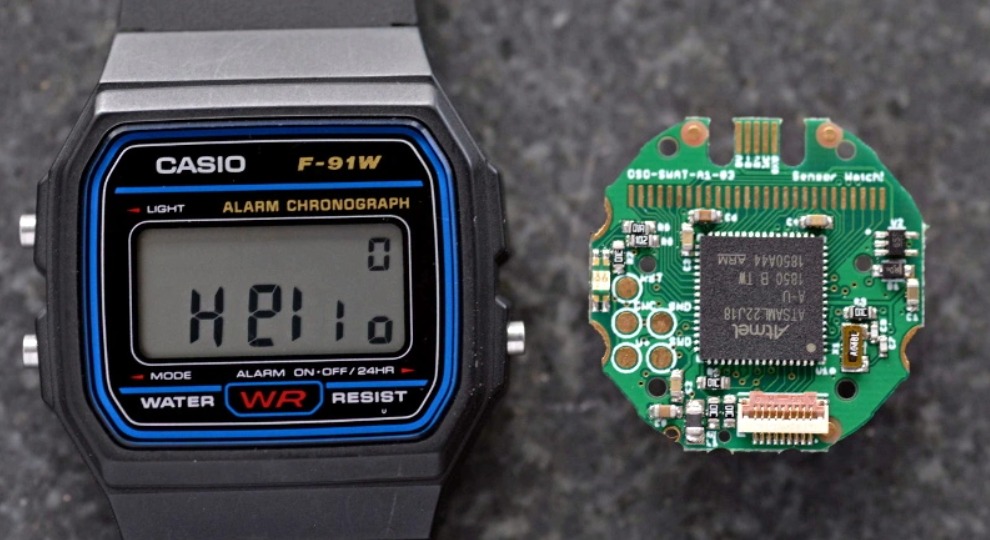 CASIO F-91W
LIGHT ALARM CHRONOGRAPH
0
HEllo
MODE ALARM ON·OFF/24HR
WATER WR RESIST
OSO-SWAT-A1-03 Sensor Watch!
Atmel
ATSAML22J18
A-U
1850 B TW
1850A44 ARM